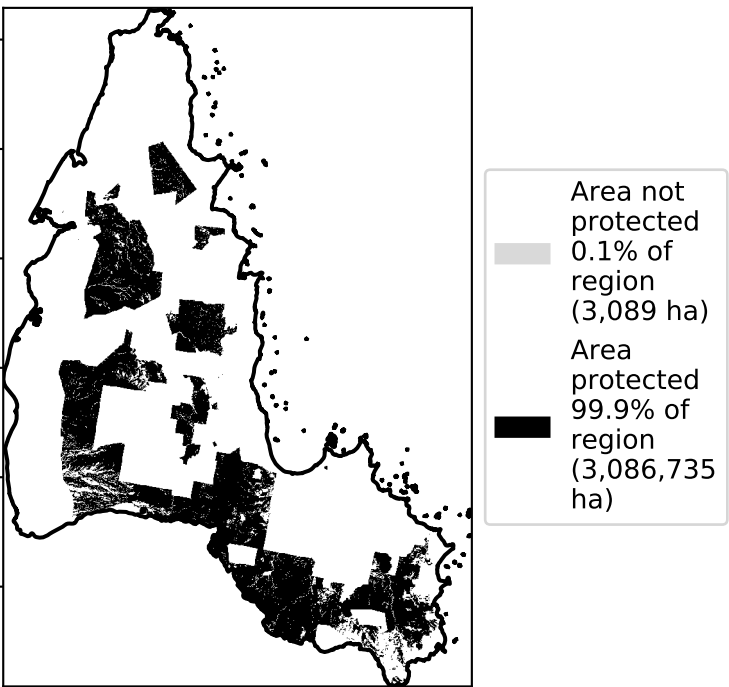 Area not
protected
0.1% of
region
(3,089 ha)
Area
protected
99.9% of
region
(3,086,735
ha)